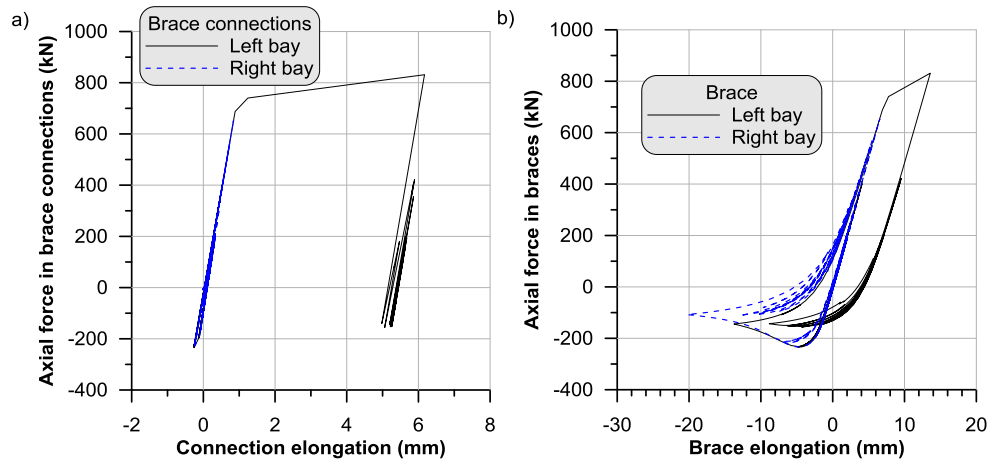 a)
Brace connections
Left bay
Right bay
Axial force in brace connections (kN)
1000
800
600
400
200
0
-200
-400
-2
0
2
4
6
8
Connection elongation (mm)
b)
Brace
Left bay
Right bay
Axial force in braces (kN)
1000
800
600
400
200
0
-200
-400
-30
-20
-10
0
10
20
Brace elongation (mm)